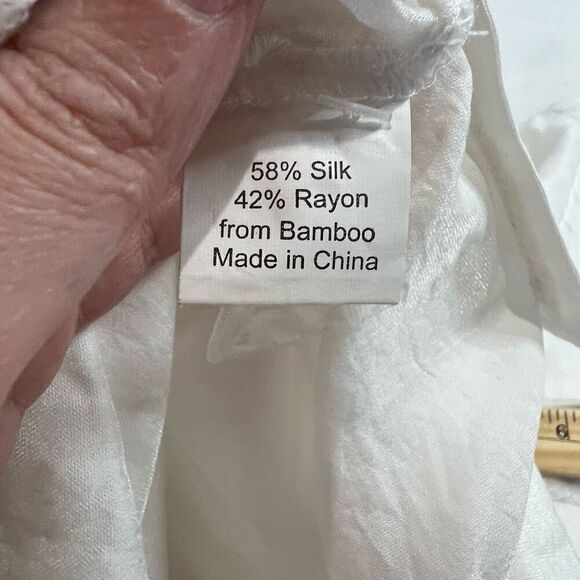 58% Silk
42% Rayon
from Bamboo
Made in China